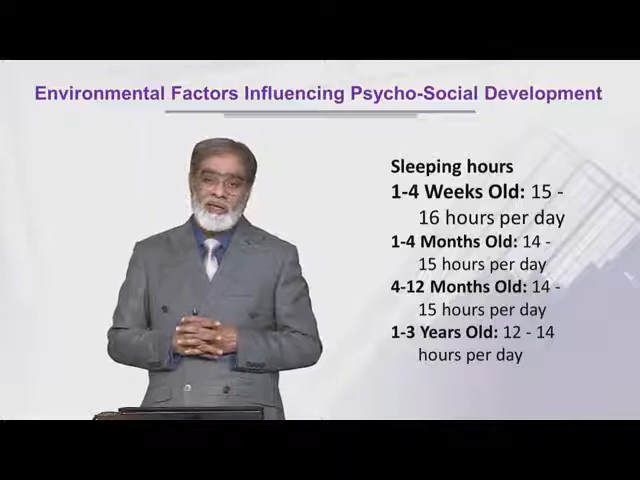 Environmental Factors Influencing Psycho-Social Development
Sleeping hours
1-4 Weeks Old: 15 -
16 hours per day
1-4 Months Old: 14 -
15 hours per day
4-12 Months Old: 14 -
15 hours per day
1-3 Years Old: 12 - 14
hours per day